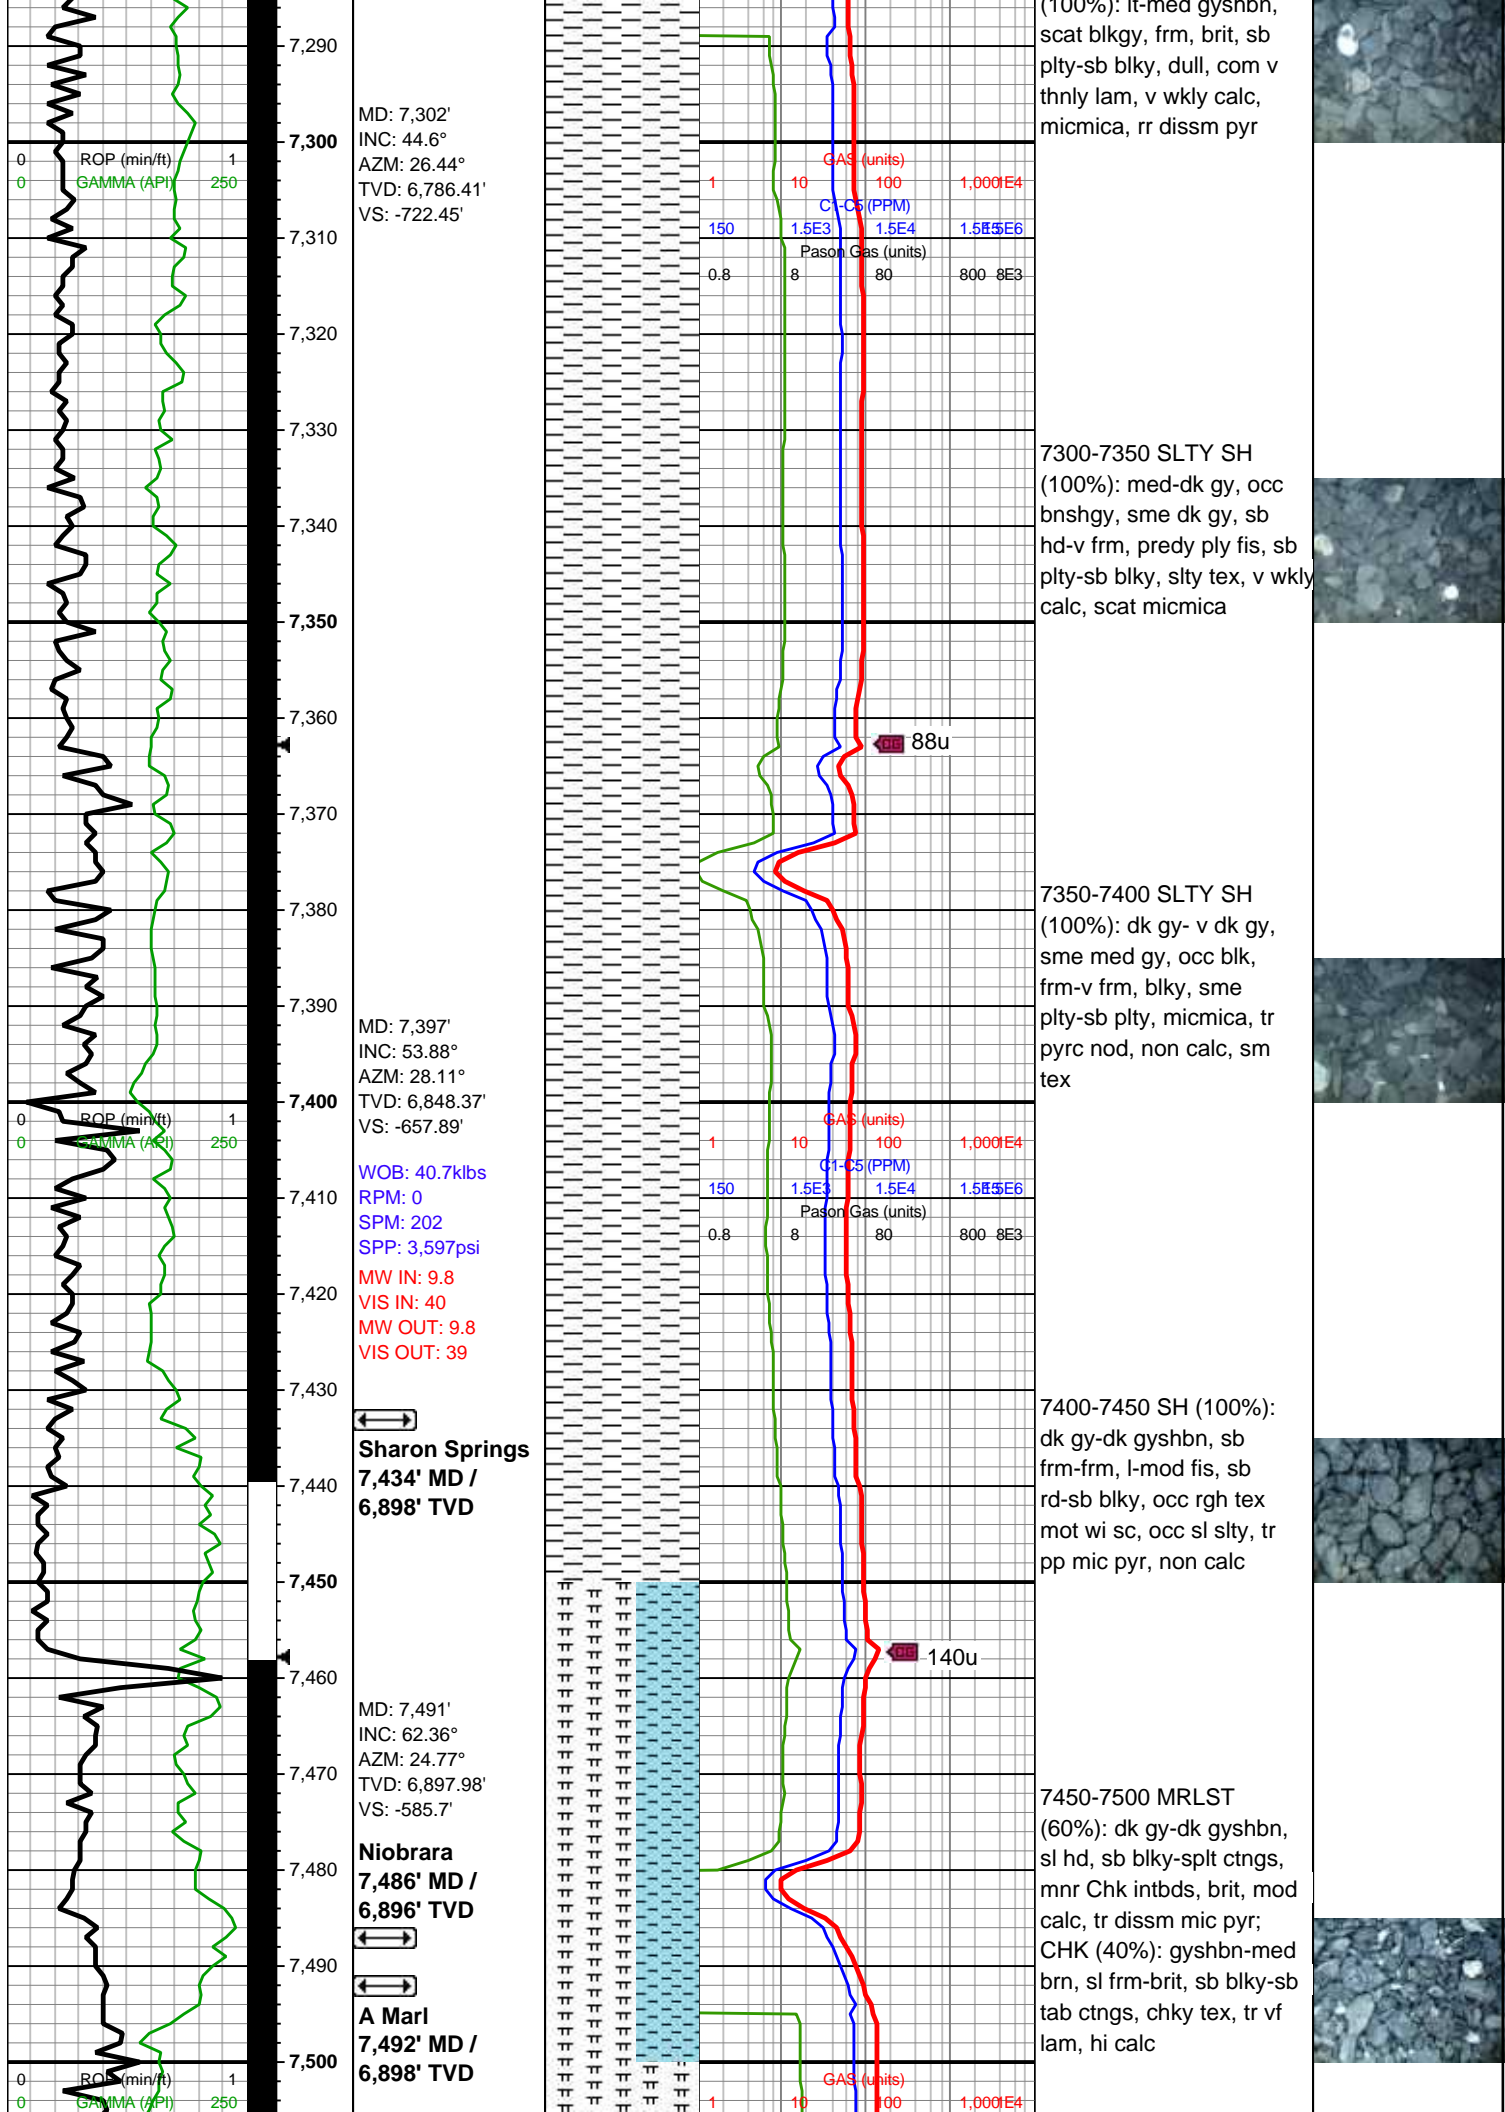 (100%): lt-med gyshbn,
scat blkgy, frm, brit, sb
plty-sb blky, dull, com v
thnly lam, v wkly calc,
micmica, rr dissm pyr
7,290
7,300
MD: 7,302'
INC: 44.6°
AZM: 26.44°
TVD: 6,786.41'
VS: -722.45'
0 ROP (min/ft) 1
0 GAMMA (API) 250
GAS (units)
1 10 100 1,000 1E4
C1-C5 (PPM)
150 1.5E3 1.5E4 1.5E5 1.5E6
Pason Gas (units)
0.8 8 80 800 8E3
7,310
7,320
7,330
7,340
7,350
7300-7350 SLTY SH
(100%): med-dk gy, occ
bnshgy, sme dk gy, sb
hd-v frm, predy ply fis, sb
plty-sb blky, slty tex, v wkly
calc, scat micmica
7,360
CG 88u
7,370
7,380
7,390
7350-7400 SLTY SH
(100%): dk gy- v dk gy,
sme med gy, occ blk,
frm-v frm, blky, sme
plty-sb plty, micmica, tr
pyrc nod, non calc, sm
tex
MD: 7,397'
INC: 53.88°
AZM: 28.11°
TVD: 6,848.37'
VS: -657.89'
7,400
0 ROP (min/ft) 1
0 GAMMA (API) 250
GAS (units)
1 10 100 1,000 1E4
C1-C5 (PPM)
150 1.5E3 1.5E4 1.5E5 1.5E6
Pason Gas (units)
0.8 8 80 800 8E3
WOB: 40.7klbs
RPM: 0
SPM: 202
SPP: 3,597psi
MW IN: 9.8
VIS IN: 40
MW OUT: 9.8
VIS OUT: 39
7,410
7,420
7,430
Sharon Springs
7,434' MD /
6,898' TVD
7,440
7,450
7400-7450 SH (100%):
dk gy-dk gyshbn, sb
frm-frm, l-mod fis, sb
rd-sb blky, occ rgh tex
mot wi sc, occ sl slty, tr
pp mic pyr, non calc
CG 140u
7,460
7,470
MD: 7,491'
INC: 62.36°
AZM: 24.77°
TVD: 6,897.98'
VS: -585.7'
7,480
Niobrara
7,486' MD /
6,896' TVD
7,490
7450-7500 MRLST
(60%): dk gy-dk gyshbn,
sl hd, sb blky-splt ctngs,
mnr Chk intbds, brit, mod
calc, tr dissm mic pyr;
CHK (40%): gyshbn-med
brn, sl frm-brit, sb blky-sb
tab ctngs, chky tex, tr vf
lam, hi calc
A Marl
7,492' MD /
6,898' TVD
7,500
0 ROP (min/ft) 1
0 GAMMA (API) 250
GAS (units)
1 10 100 1,000 1E4